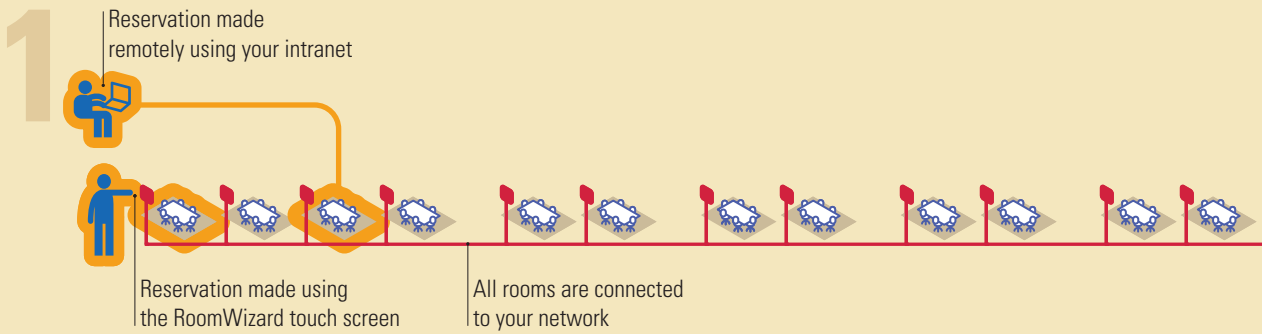 1
Reservation made
remotely using your intranet
Reservation made using
the RoomWizard touch screen
All rooms are connected
to your network